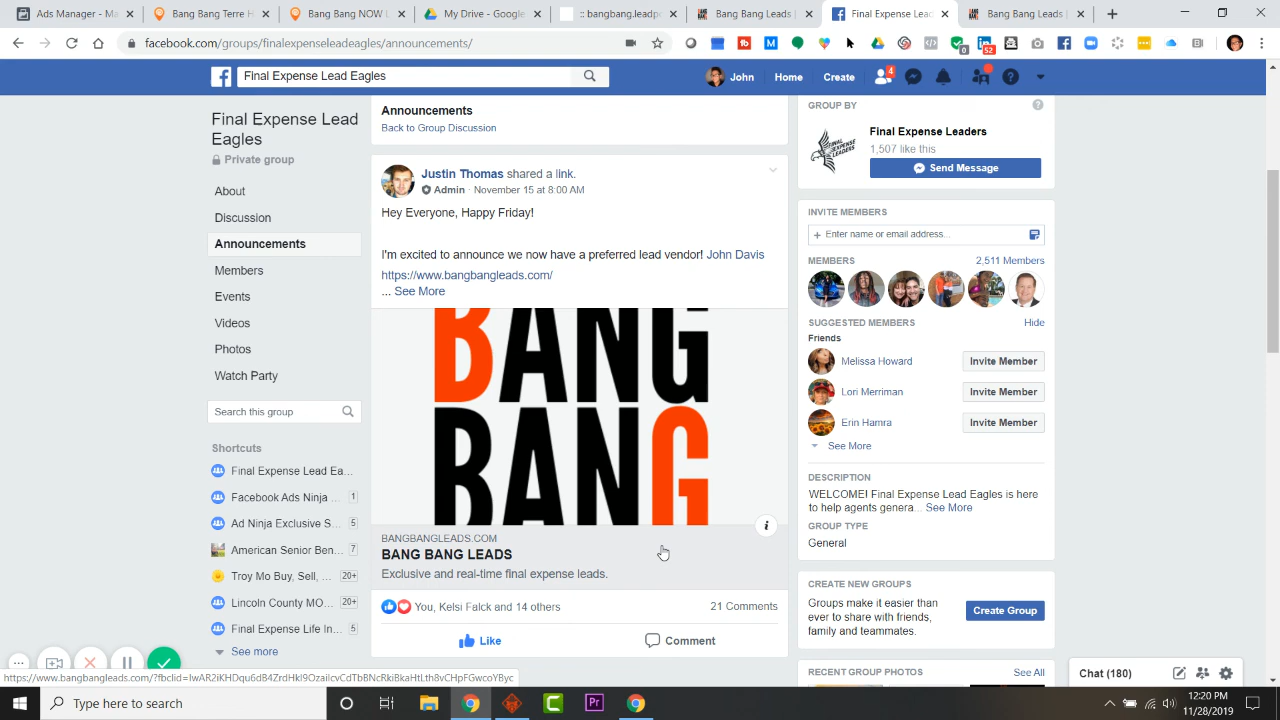 Ads Manager - Ma
Bang Bang Terre H
Bang Bang NOW L
My Drive - Google
:: bangbang.leadpo
Bang Bang Leads |
Final Expense Lead
Bang Bang Leads |
facebook.com/groups/finalexpenseleadeagles/announcements/
Final Expense Lead Eagles
John
Home
Create
4
Final Expense Lead
Eagles
Private group
About
Discussion
Announcements
Members
Events
Videos
Photos
Watch Party
Search this group
Shortcuts
Final Expense Lead Ea...
Facebook Ads Ninja ... 1
Ad Ninja Exclusive S... 5
American Senior Ben... 7
Troy Mo Buy, Sell, ... 20+
Lincoln County MO... 20+
Final Expense Life In... 5
See more
Announcements
Back to Group Discussion
Justin Thomas shared a link.
Admin · November 15 at 8:00 AM
Hey Everyone, Happy Friday!
I'm excited to announce we now have a preferred lead vendor! John Davis
https://www.bangbangleads.com/
... See More
BANG
BANG
BANGBANGLEADS.COM
BANG BANG LEADS
Exclusive and real-time final expense leads.
You, Kelsi Falck and 14 others
21 Comments
Like
Comment
GROUP BY
FINAL EXPENSE LEADERS
Final Expense Leaders
1,507 like this
Send Message
INVITE MEMBERS
+ Enter name or email address...
MEMBERS
2,511 Members
SUGGESTED MEMBERS
Hide
Friends
Melissa Howard
Invite Member
Lori Merriman
Invite Member
Erin Hamra
Invite Member
See More
DESCRIPTION
WELCOME! Final Expense Lead Eagles is here
to help agents genera... See More
GROUP TYPE
General
CREATE NEW GROUPS
Groups make it easier than
ever to share with friends,
family and teammates.
Create Group
RECENT GROUP PHOTOS
See All
Chat (180)
Type here to search
12:20 PM
11/28/2019